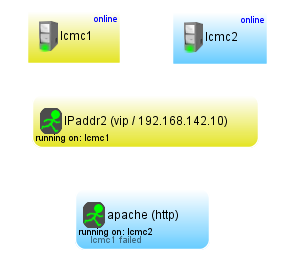 online
lcmc1
online
lcmc2
IPaddr2 (vip / 192.168.142.10)
running on: lcmc1
apache (http)
running on: lcmc2
lcmc1 failed